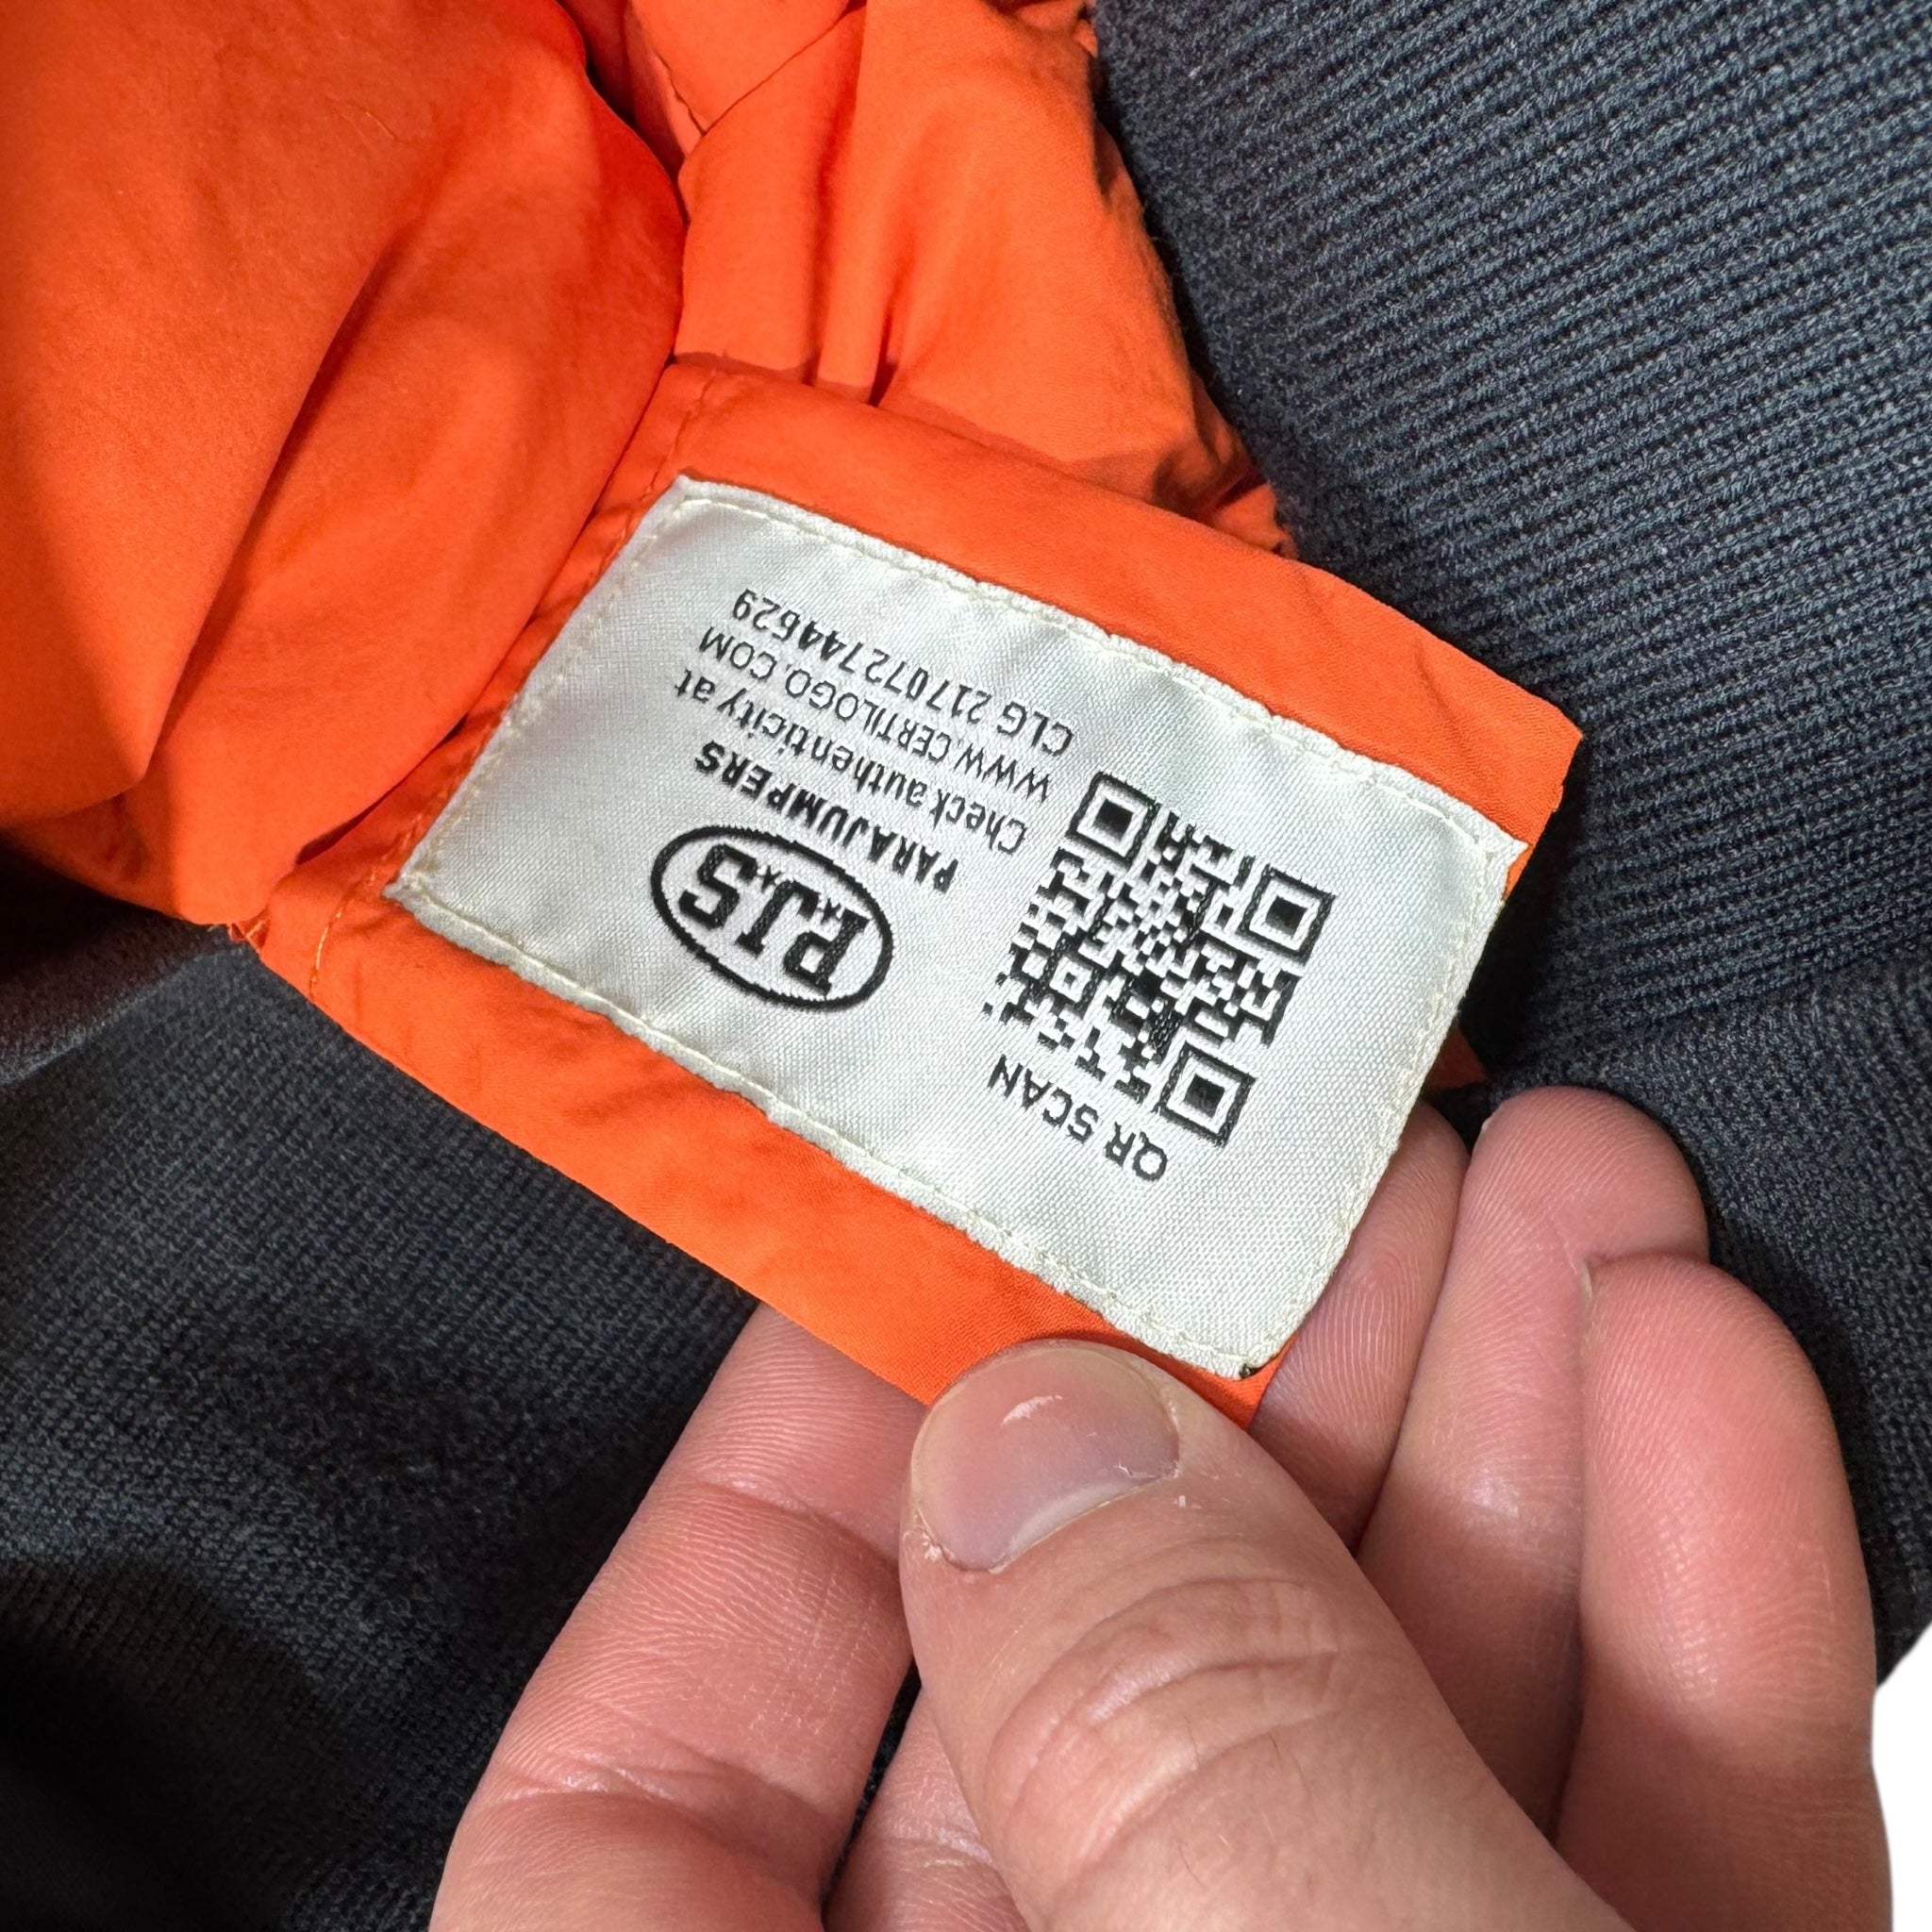 QR SCAN
PJS
PARAJUMPERS
Check authenticity at
WWW.CERTILOGO.COM
CLG 217072744629